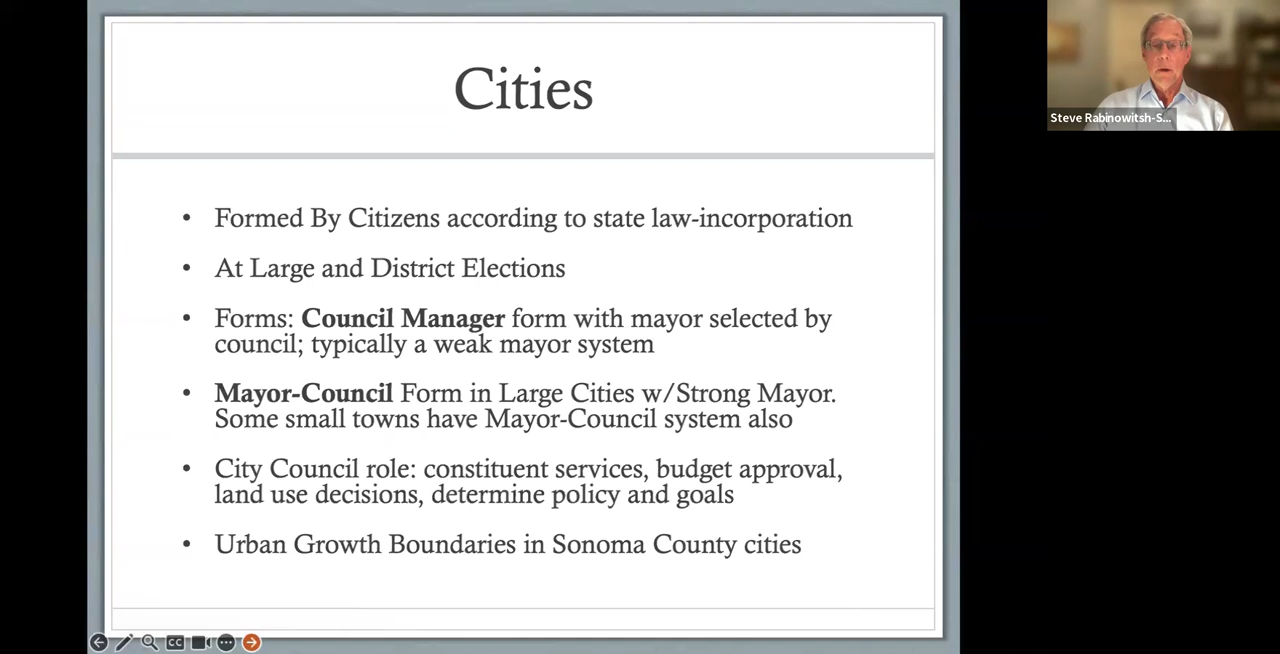 Cities
• Formed By Citizens according to state law-incorporation
• At Large and District Elections
• Forms: Council Manager form with mayor selected by
council; typically a weak mayor system
• Mayor-Council Form in Large Cities w/Strong Mayor.
Some small towns have Mayor-Council system also
• City Council role: constituent services, budget approval,
land use decisions, determine policy and goals
• Urban Growth Boundaries in Sonoma County cities
Steve Rabinowitsh-S...
CC